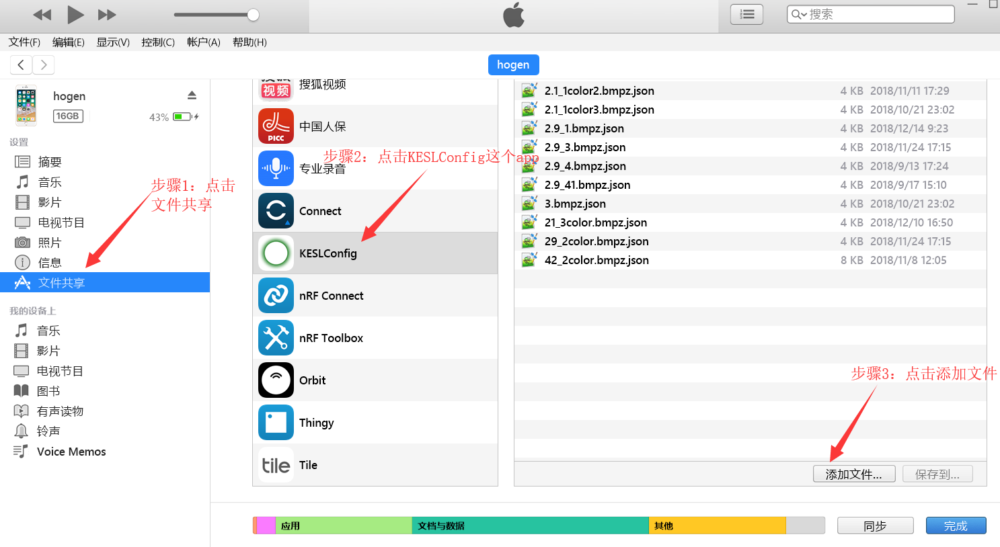 搜索
文件(F) 编辑(E) 显示(V) 控制(C) 帐户(A) 帮助(H)
hogen
hogen
16GB
43%
设置
摘要
音乐
影片
电视节目
照片
信息
文件共享
我的设备上
音乐
影片
电视节目
图书
有声读物
铃声
Voice Memos
步骤1：点击
文件共享
视频
搜狐视频
PICC
中国人保
专业录音
Connect
KESLConfig
nRF Connect
nRF Toolbox
Orbit
Thingy
tile
Tile
步骤2：点击KESLConfig这个app
2.1_1color2.bmpz.json 4 KB 2018/11/11 17:29
2.1_1color3.bmpz.json 4 KB 2018/10/21 23:02
2.9_1.bmpz.json 4 KB 2018/12/14 9:23
2.9_3.bmpz.json 4 KB 2018/11/24 17:15
2.9_4.bmpz.json 4 KB 2018/9/13 17:24
2.9_41.bmpz.json 4 KB 2018/9/17 15:10
3.bmpz.json 4 KB 2018/10/21 23:02
21_3color.bmpz.json 4 KB 2018/12/10 16:50
29_2color.bmpz.json 4 KB 2018/11/24 17:15
42_2color.bmpz.json 8 KB 2018/11/8 12:05
步骤3：点击添加文件
添加文件... 保存到...
应用 文档与数据 其他
同步 完成